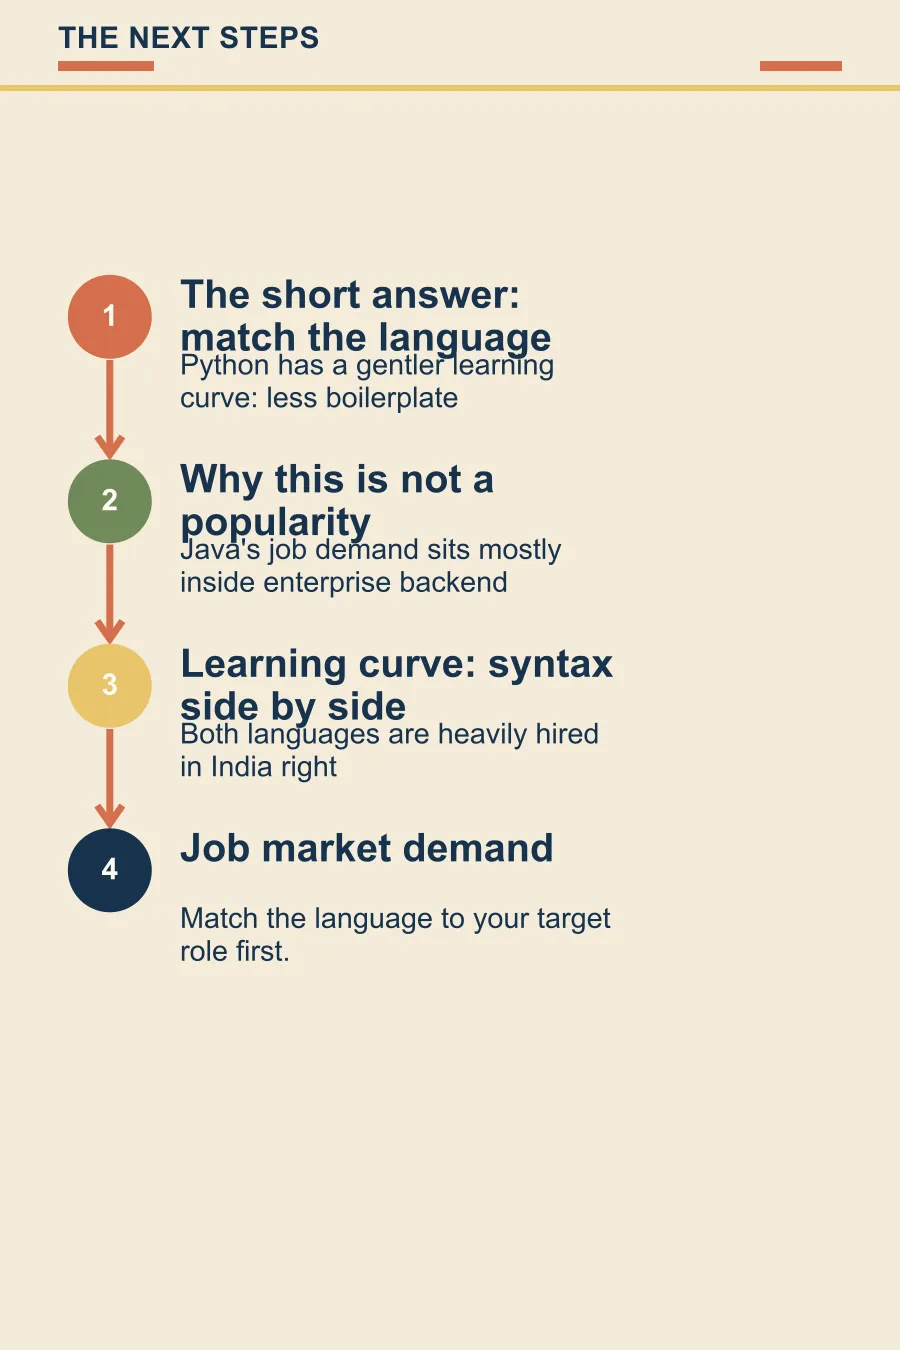 THE NEXT STEPS
1
The short answer:
match the language
Python has a gentler learning
curve: less boilerplate
2
Why this is not a
popularity
Java's job demand sits mostly
inside enterprise backend
3
Learning curve: syntax
side by side
Both languages are heavily hired
in India right
4
Job market demand
Match the language to your target
role first.